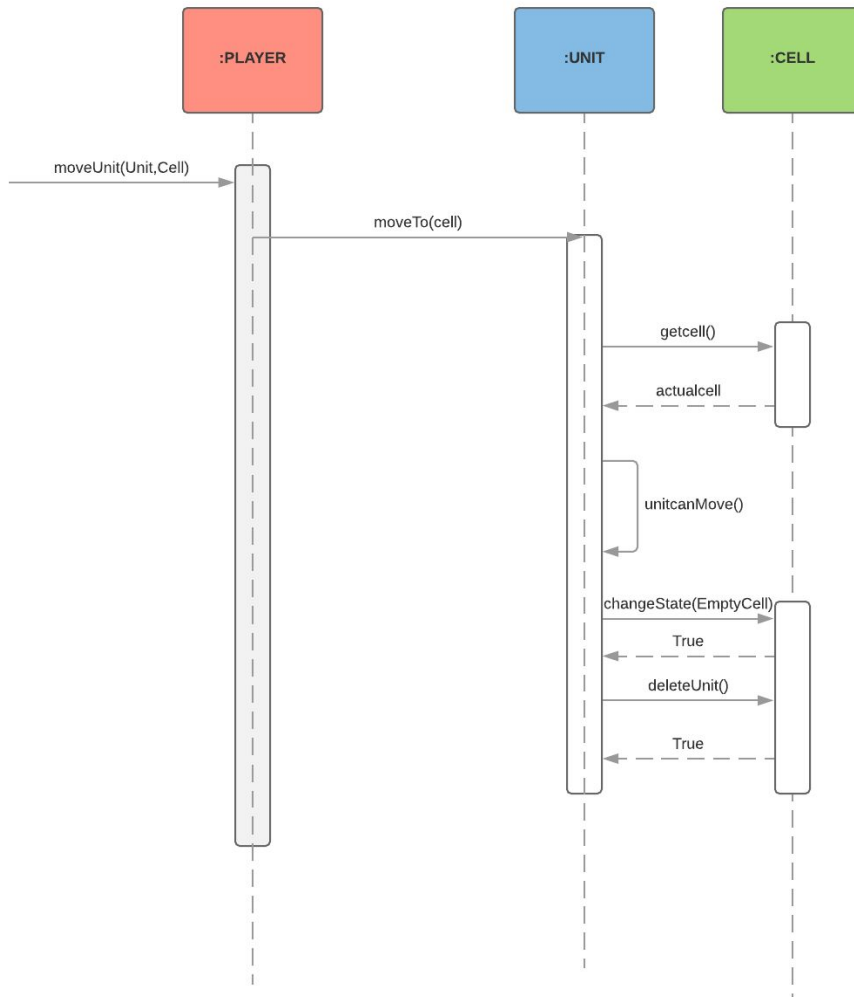 :PLAYER
:UNIT
:CELL
moveUnit(Unit,Cell)
moveTo(cell)
getcell()
actualcell
unitcanMove()
changeState(EmptyCell)
True
deleteUnit()
True